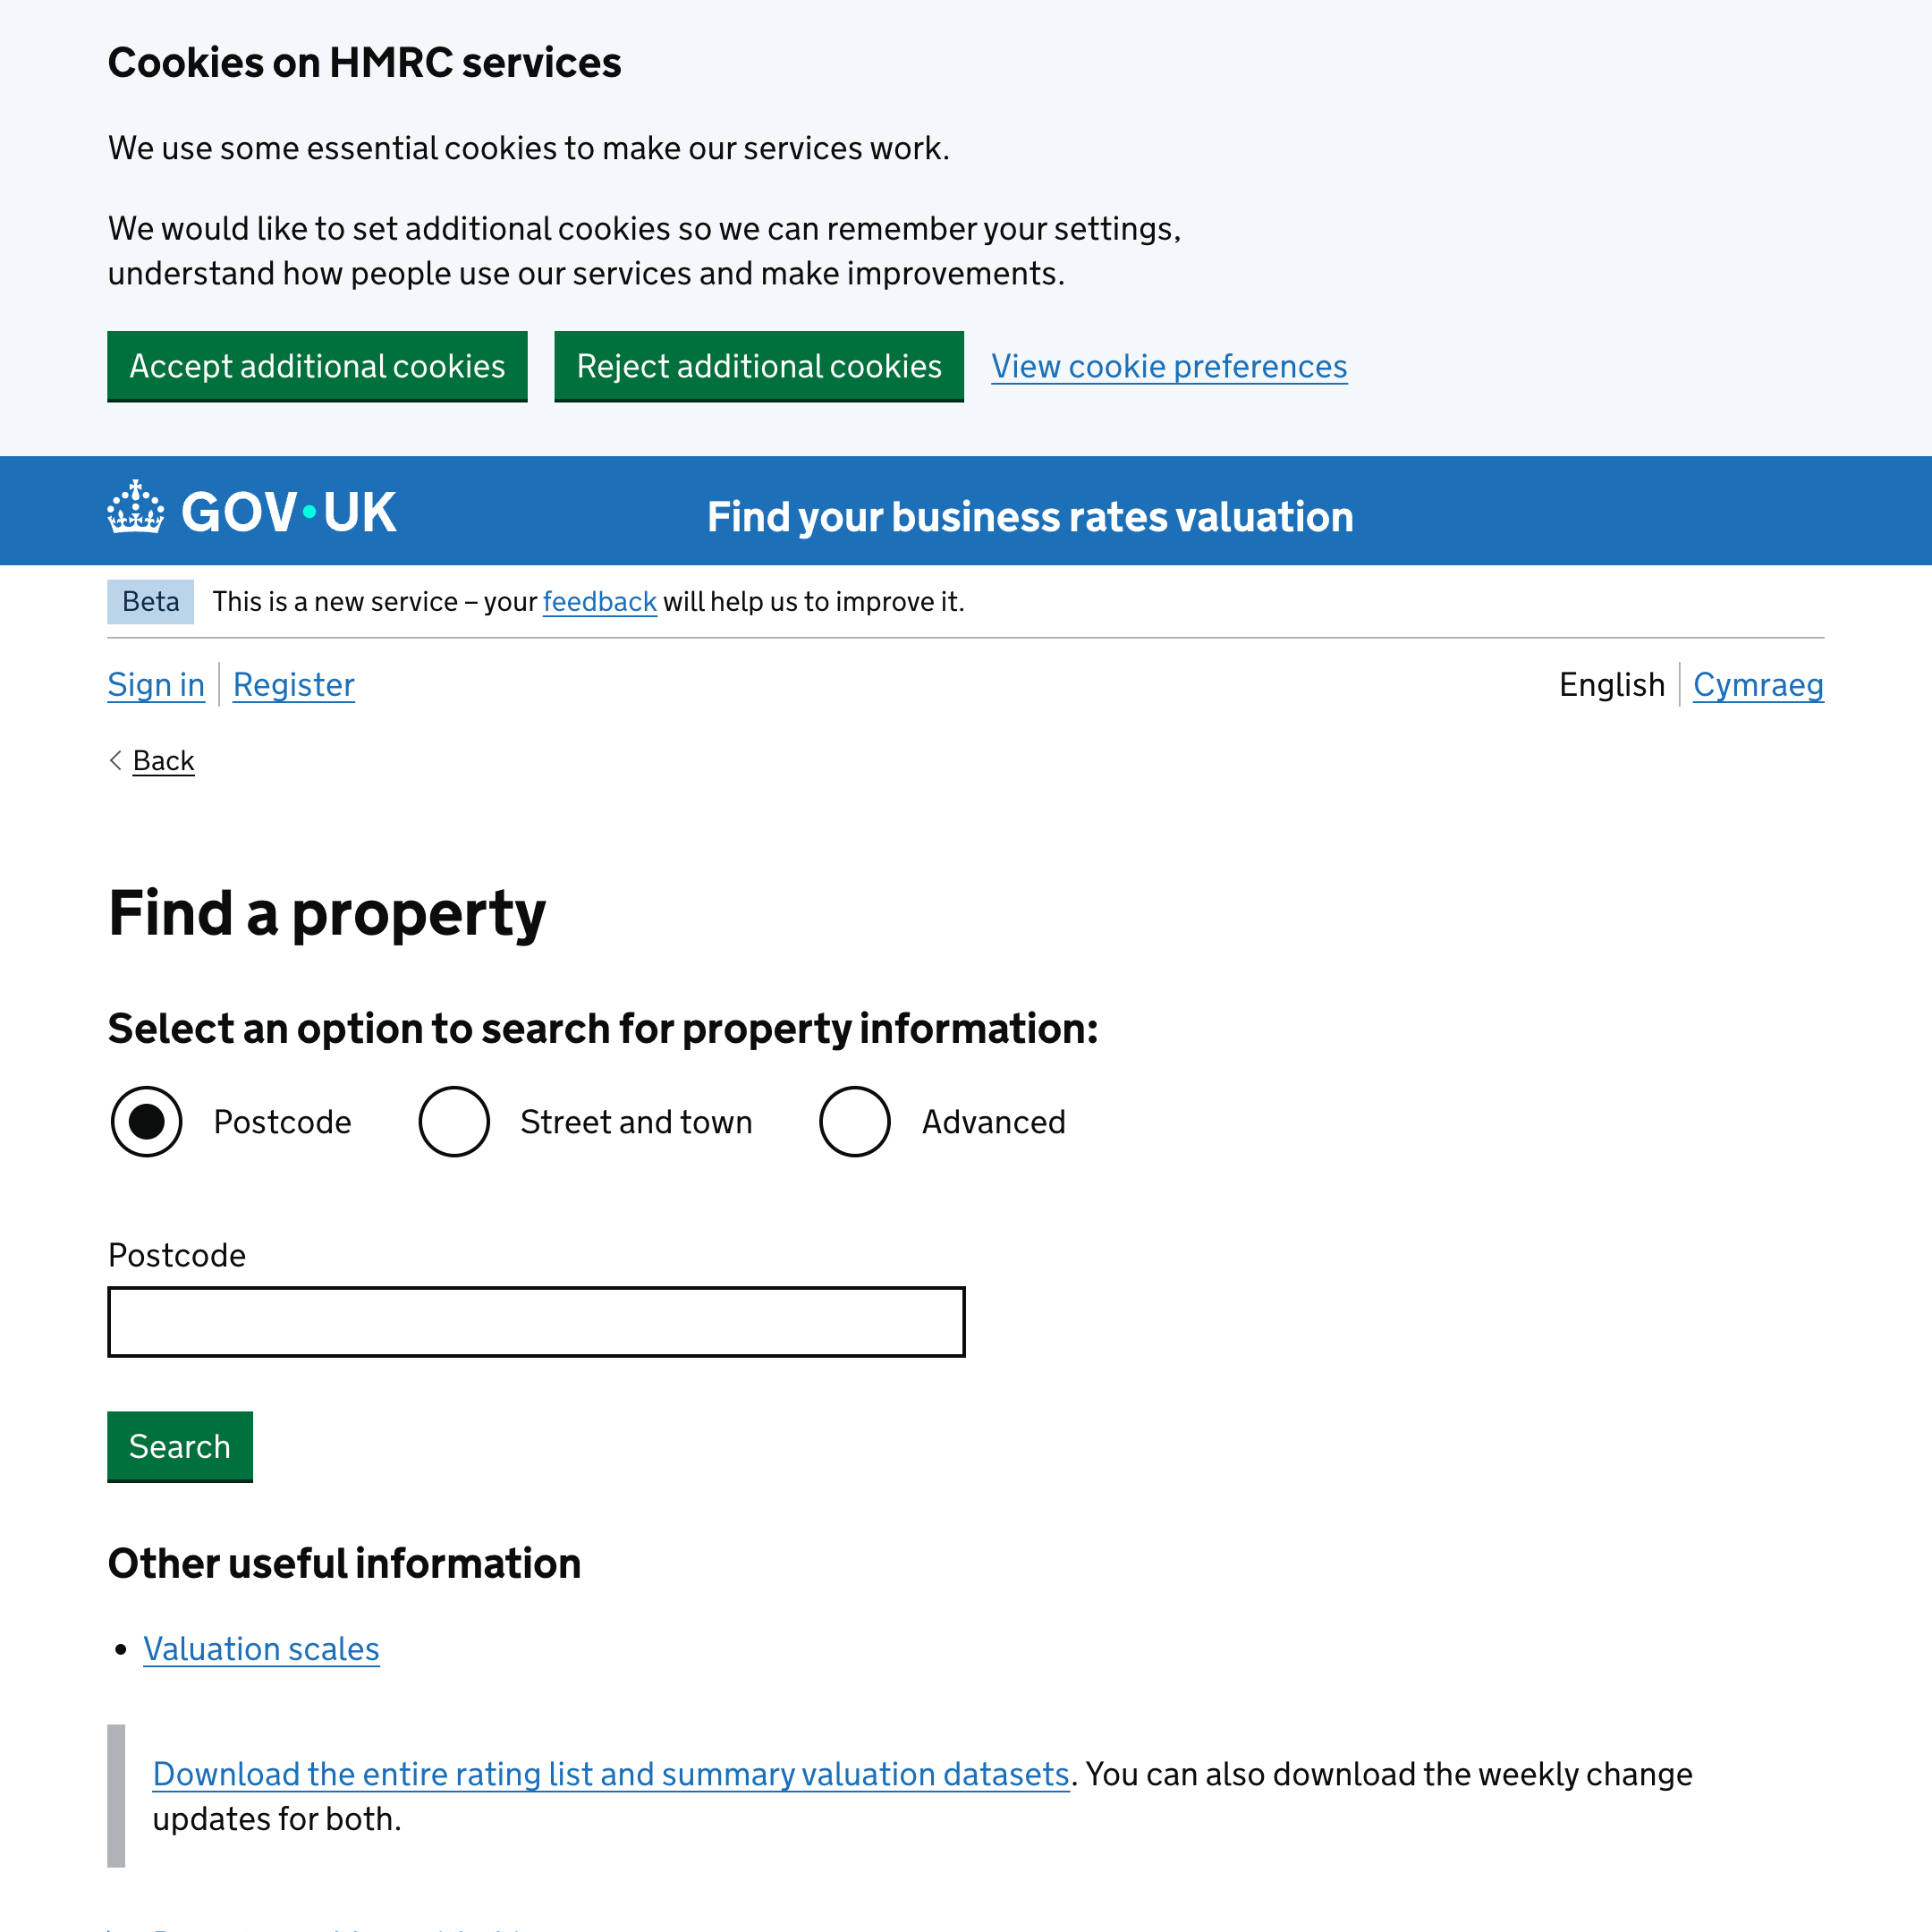 Cookies on HMRC services
We use some essential cookies to make our services work.
We would like to set additional cookies so we can remember your settings,
understand how people use our services and make improvements.
Accept additional cookies Reject additional cookies View cookie preferences
GOV·UK Find your business rates valuation
Beta This is a new service – your feedback will help us to improve it.
Sign in Register English Cymraeg
Back
Find a property
Select an option to search for property information:
Postcode Street and town Advanced
Postcode
Search
Other useful information
• Valuation scales
Download the entire rating list and summary valuation datasets. You can also download the weekly change
updates for both.